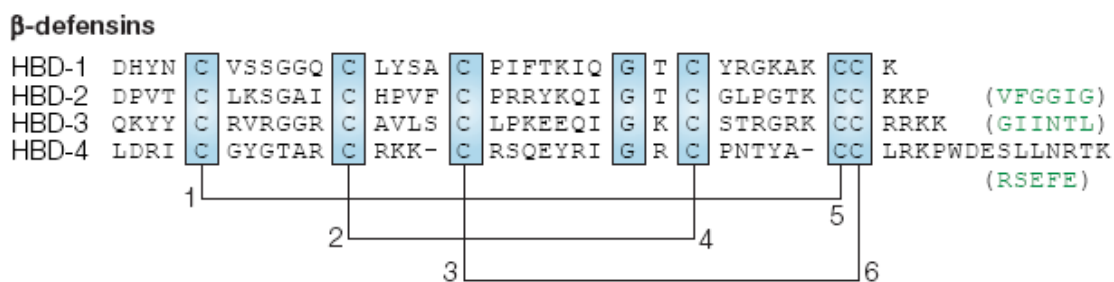 β-defensins
HBD-1 DHYN C VSSGGQ C LYSA C PIFTKIQ G T C YRGKAK CC K
HBD-2 DPVT C LKSGAI C HPVF C PRRYKQI G T C GLPGTK CC KKP (VFGGIG)
HBD-3 QKYY C RVRGGR C AVLS C LPKEEQI G K C STRGRK CC RRKK (GIINTL)
HBD-4 LDRI C GYGTAR C RKK- C RSQEYRI G R C PNTYA- CC LRKPWDESLLNRTK
(RSEFE)
1 5
2 4
3 6